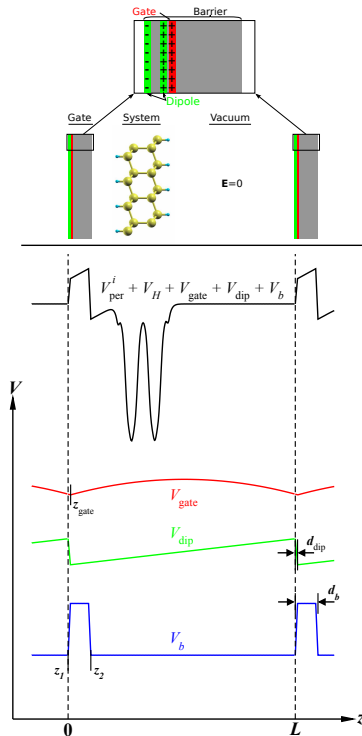 Gate Barrier
- - - - - - -
+ + + + + + +
+ + + + + + +
Dipole
Gate System Vacuum
E=0
V^i_per + V_H + V_gate + V_dip + V_b
V
z_gate
V_gate
V_dip
d_dip
d_b
V_b
z_1 z_2
0 L z